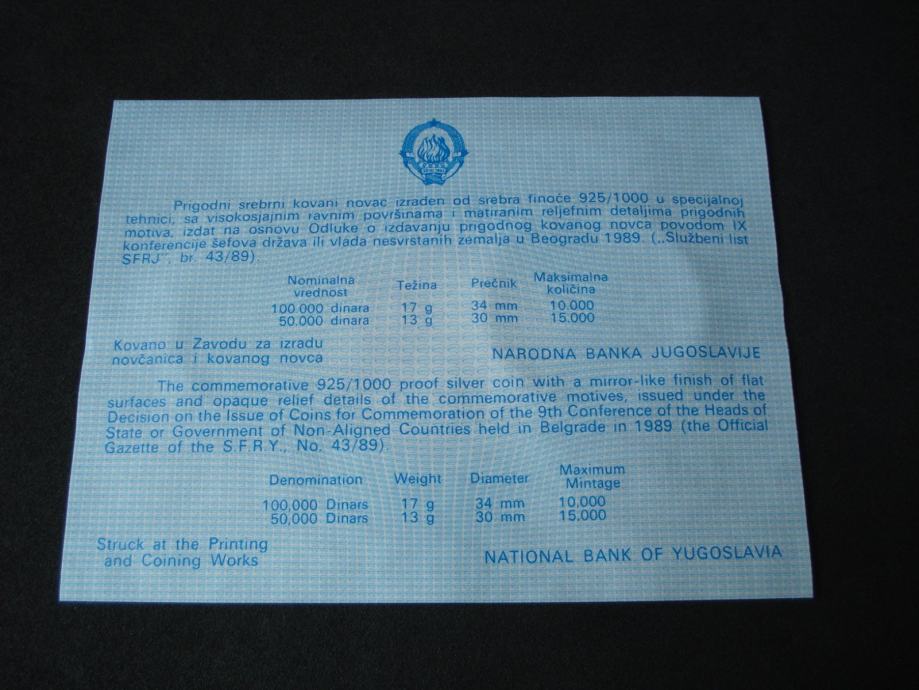 Prigodni srebrni kovani novac izrađen od srebra finoće 925/1000 u specijalnoj
tehnici, sa visokosjajnim ravnim površinama i matiranim reljefnim detaljima prigodnih
motiva, izdat na osnovu Odluke o izdavanju prigodnog kovanog novca povodom IX
konferencije šefova država ili vlada nesvrstanih zemalja u Beogradu 1989. („Službeni list
SFRJ", br. 43/89).
Nominalna vrednost Težina Prečnik Maksimalna količina
100.000 dinara 17 g 34 mm 10.000
50.000 dinara 13 g 30 mm 15.000
Kovano u Zavodu za izradu
novčanica i kovanog novca
NARODNA BANKA JUGOSLAVIJE
The commemorative 925/1000 proof silver coin with a mirror-like finish of flat
surfaces and opaque relief details of the commemorative motives, issued under the
Decision on the Issue of Coins for Commemoration of the 9th Conference of the Heads of
State or Government of Non-Aligned Countries held in Belgrade in 1989 (the Official
Gazette of the S.F.R.Y., No. 43/89).
Denomination Weight Diameter Maximum Mintage
100,000 Dinars 17 g 34 mm 10,000
50,000 Dinars 13 g 30 mm 15.000
Struck at the Printing
and Coining Works
NATIONAL BANK OF YUGOSLAVIA